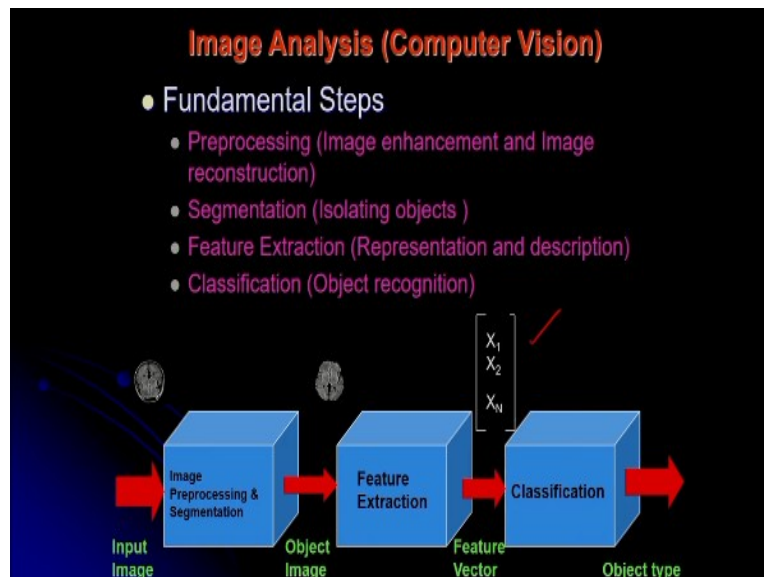 Image Analysis (Computer Vision)
Fundamental Steps
Preprocessing (Image enhancement and Image
reconstruction)
Segmentation (Isolating objects )
Feature Extraction (Representation and description)
Classification (Object recognition)
X1
X2
XN
Image
Preprocessing &
Segmentation
Feature
Extraction
Classification
Input
Image
Object
Image
Feature
Vector
Object type